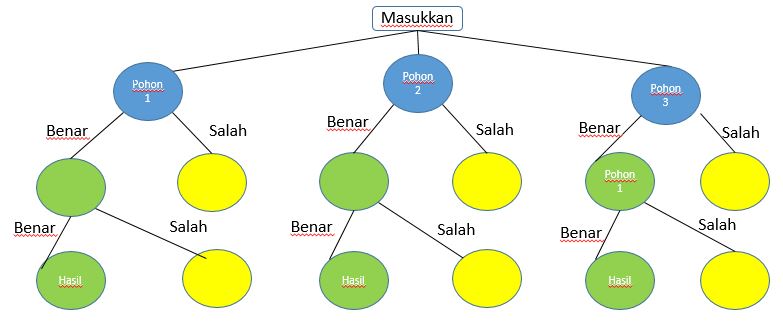 Masukkan
Pohon
1
Pohon
2
Pohon
3
Benar
Salah
Benar
Salah
Benar
Salah
Pohon
1
Benar
Salah
Benar
Salah
Benar
Salah
Hasil
Hasil
Hasil